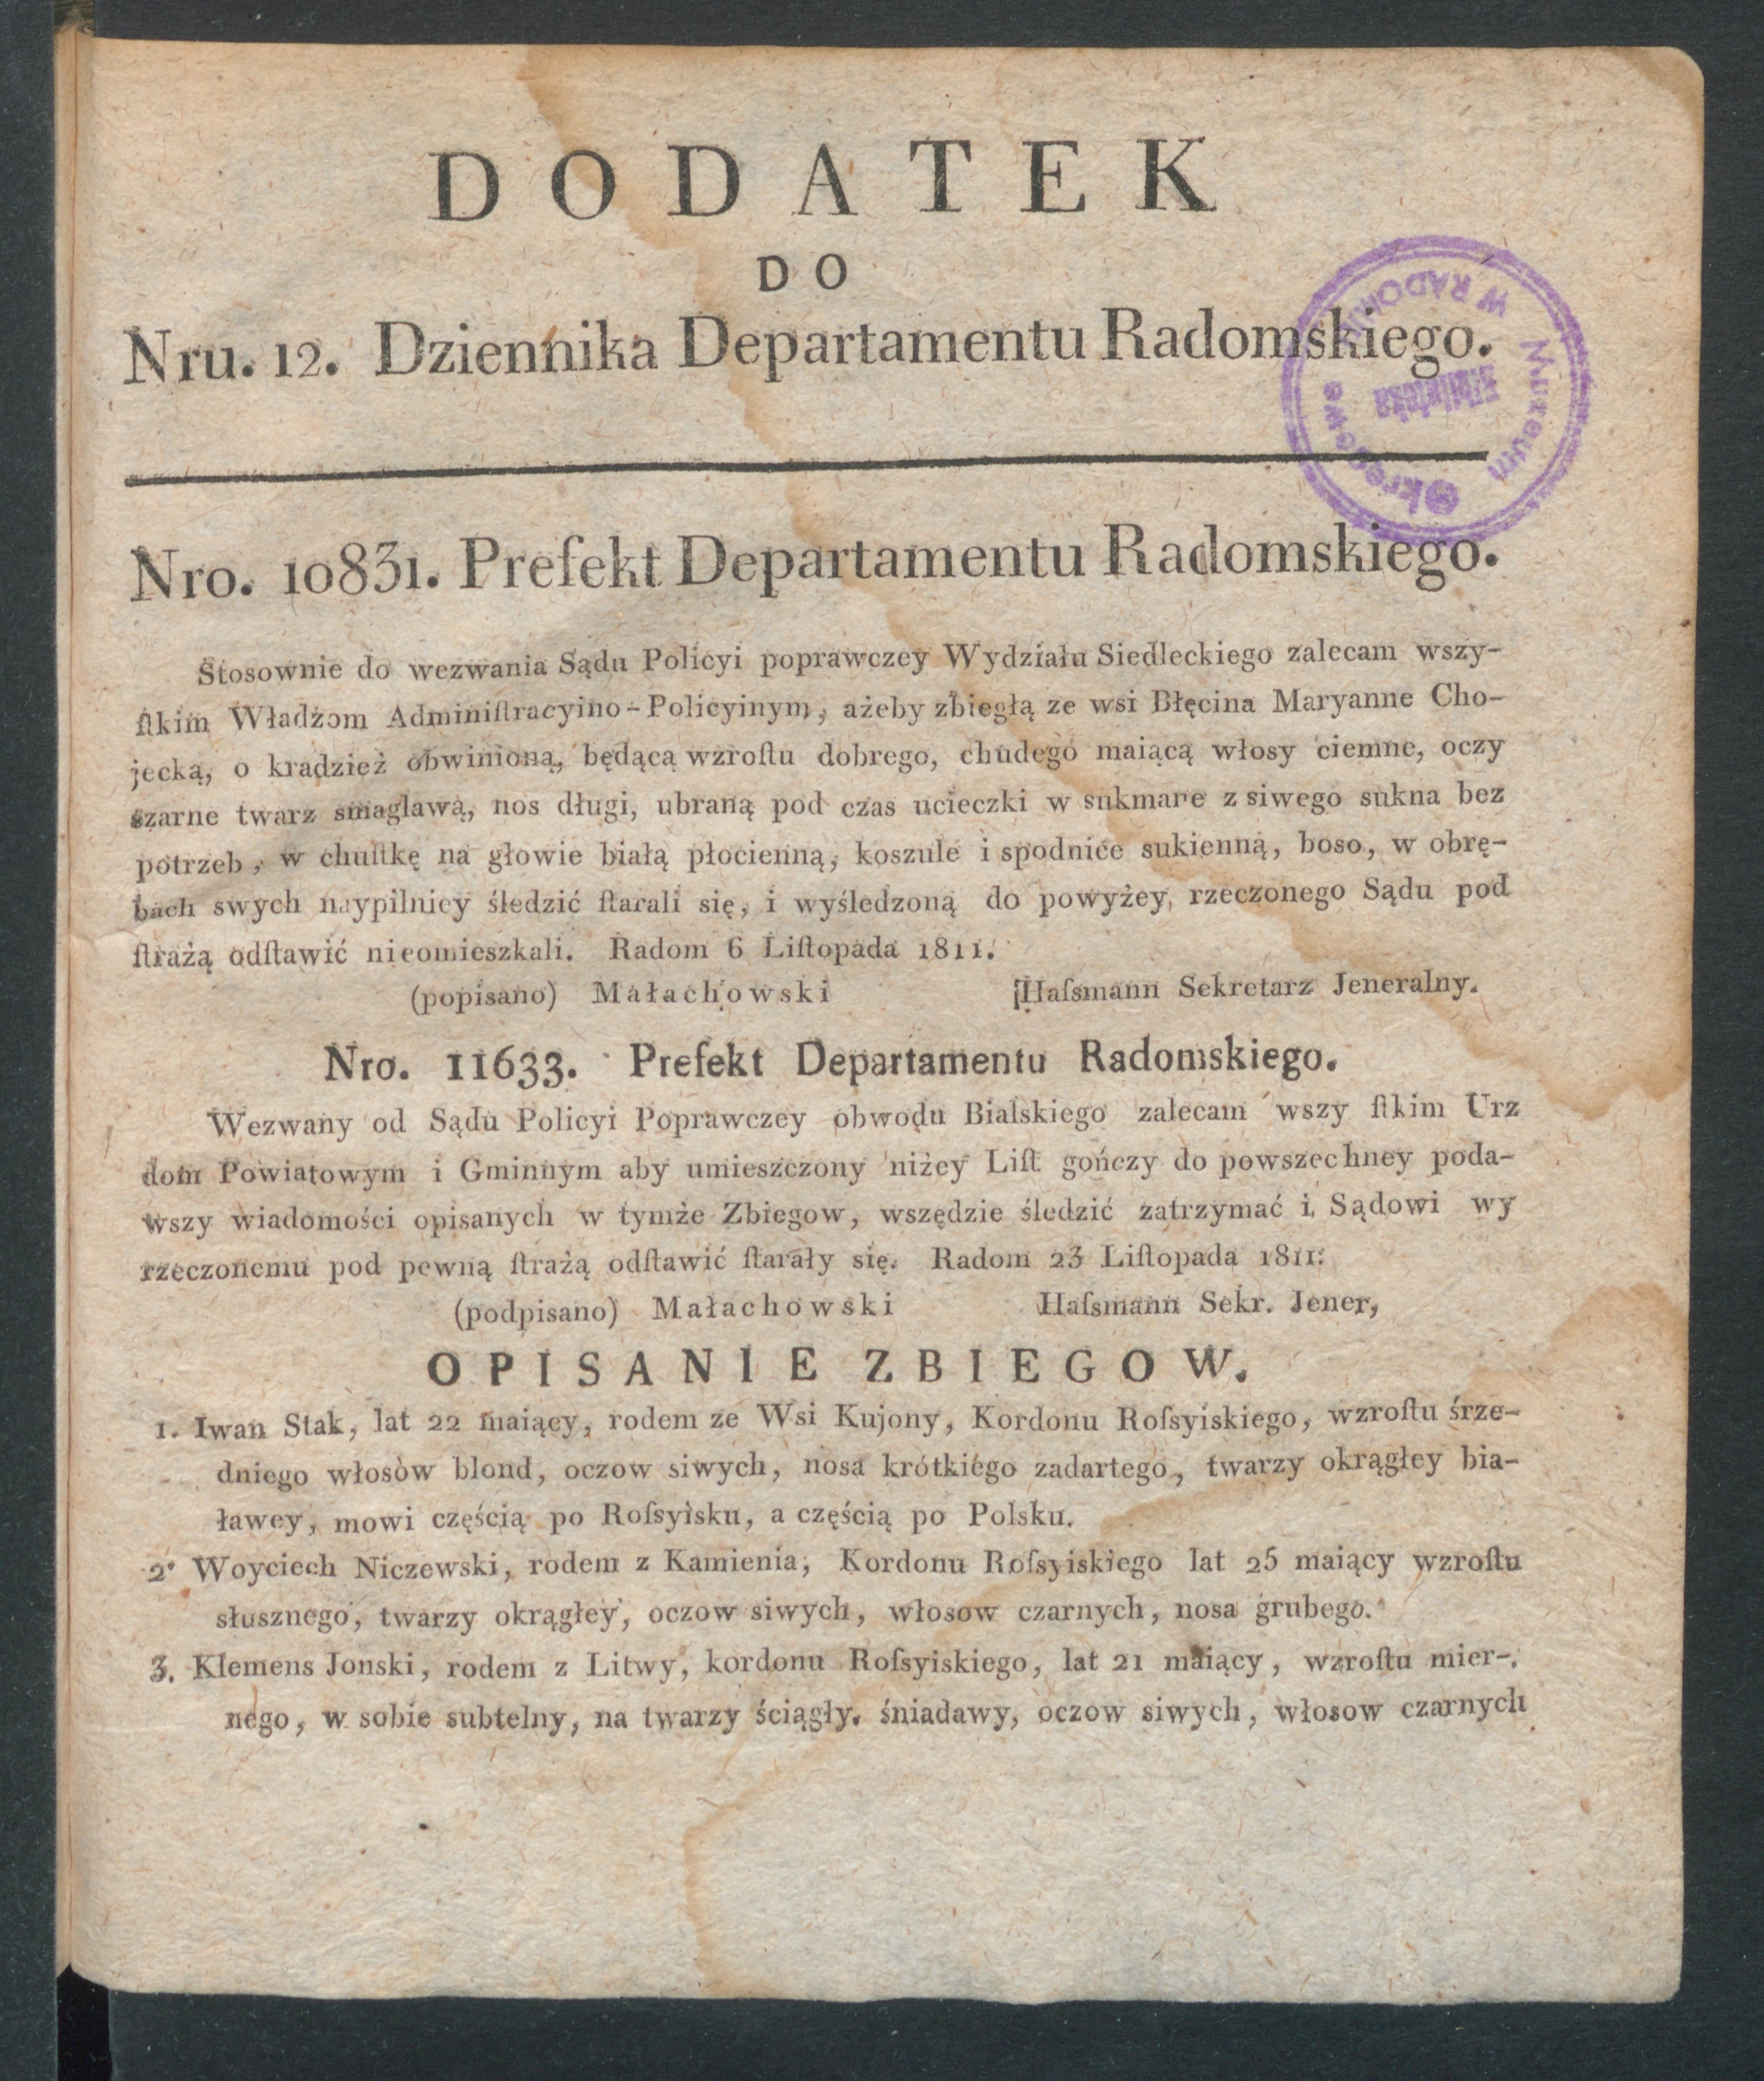 DODATEK
DO
Nru. 12. Dziennika Departamentu Radomskiego.
Muzeum Okręgowe
W RADOMIU
Biblioteka
Nro. 10831. Prefekt Departamentu Radomskiego.
Stosownie do wezwania Sądu Policyi poprawczey Wydziału Siedleckiego zalecam wszy-
ſtkim Władzom Adminiſtracyino-Policyinym, ażeby zbiegłą ze wsi Błęcina Maryanne Cho-
jecką, o kradzież obwinioną, będącą wzroſtu dobrego, chudego maiącą włosy ciemne, oczy
szarne twarz smaglawą, nos długi, ubraną pod czas ucieczki w sukmane z siwego sukna bez
potrzeb, w chuſtkę na głowie białą płocienną, koszule i spodnice sukienną, boso, w obrę-
bach swych naypilniey śledzić ſtarali się, i wyśledzoną do powyżey rzeczonego Sądu pod
ſtrażą odſtawić nieomieszkali. Radom 6 Liſtopada 1811.
(popisano) Małachowski Haſsmann Sekretarz Jeneralny.
Nro. 11633. Prefekt Departamentu Radomskiego.
Wezwany od Sądu Policyi Poprawczey obwodu Bialskiego zalecam wszy ſtkim Urz
dom Powiatowym i Gminnym aby umieszczony niżey Liſt gończy do powszechney poda-
wszy wiadomości opisanych w tymże Zbiegow, wszędzie śledzić zatrzymać i Sądowi wy
rzeczonemu pod pewną ſtrażą odſtawić ſtarały się. Radom 23 Liſtopada 1811.
(podpisano) Małachowski Haſsmann Sekr. Jener,
OPISANIE ZBIEGOW.
1. Iwan Stak, lat 22 maiący, rodem ze Wsi Kujony, Kordonu Roſsyiskiego, wzroſtu śrze-
dniego włosòw blond, oczow siwych, nosa krótkiégo zadartego, twarzy okrągłey bia-
ławey, mowi częścią po Roſsyisku, a częścią po Polsku.
2. Woyciech Niczewski, rodem z Kamienia, Kordonu Roſsyiskiego lat 25 maiący wzroſtu
słusznego, twarzy okrągłey, oczow siwych, włosow czarnych, nosa grubego.
3. Klemens Jonski, rodem z Litwy, kordonu Roſsyiskiego, lat 21 maiący, wzroſtu mier-
nego, w sobie subtelny, na twarzy ściągły. śniadawy, oczow siwych, włosow czarnych